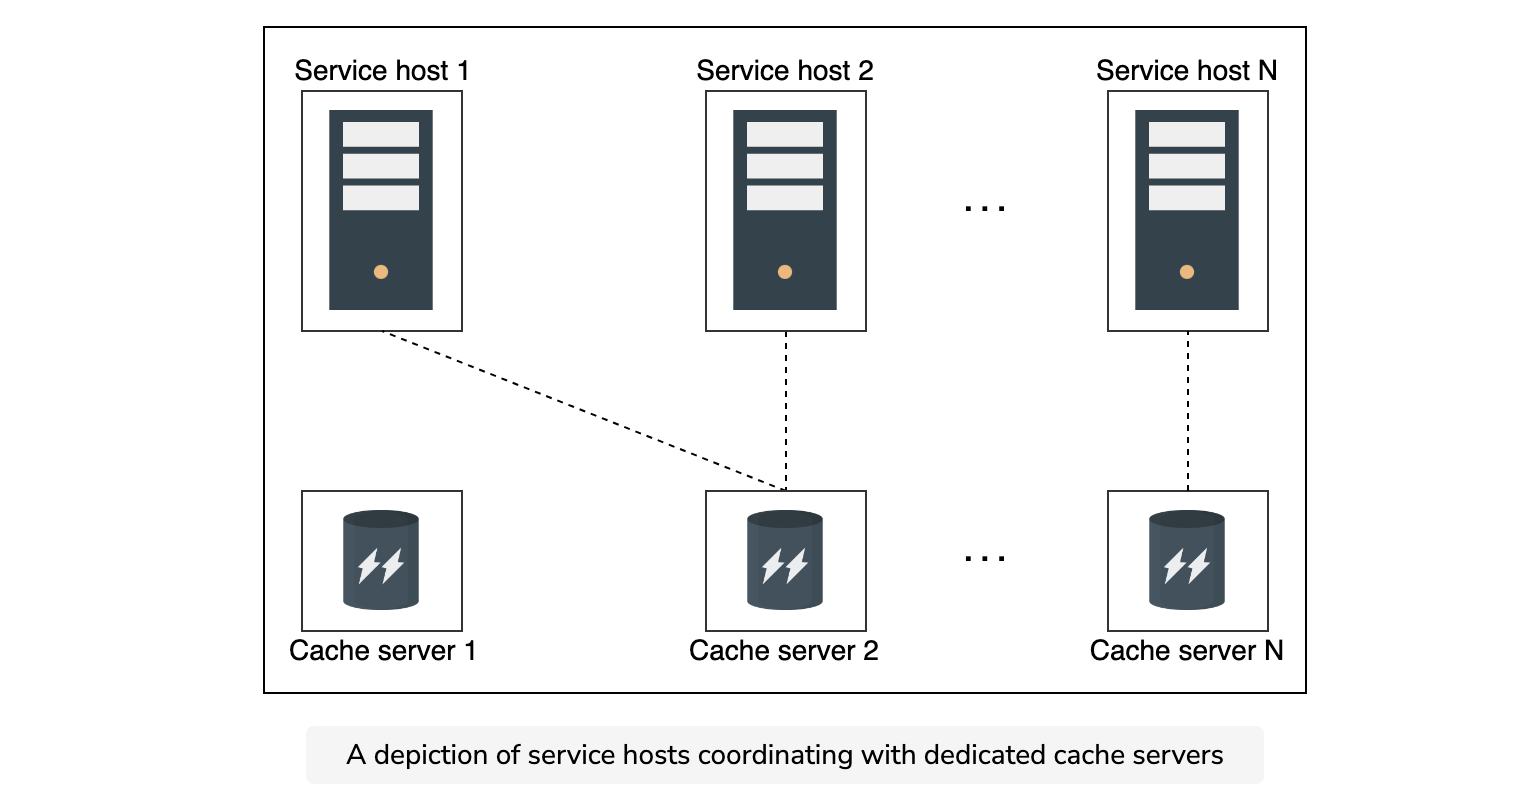 Service host 1
Service host 2
Service host N
. . .
Cache server 1
Cache server 2
Cache server N
. . .
A depiction of service hosts coordinating with dedicated cache servers